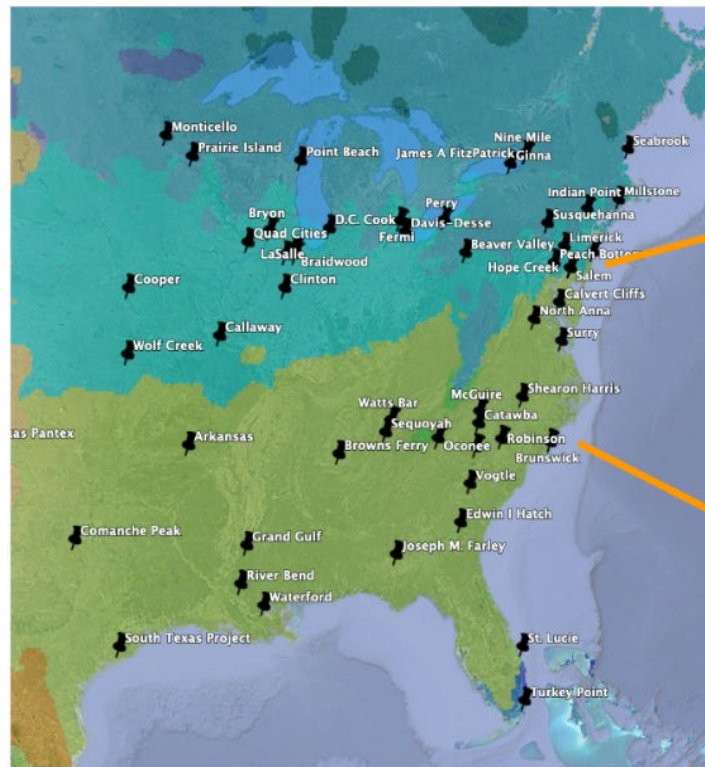 Monticello
Prairie Island
Point Beach
Nine Mile
James A FitzPatrick
Ginna
Seabrook
Indian Point
Millstone
Susquehanna
Bryon
D.C. Cook
Perry
Davis-Desse
Fermi
Quad Cities
Beaver Valley
Limerick
LaSalle
Braidwood
Peach Bottom
Hope Creek
Salem
Cooper
Clinton
Calvert Cliffs
North Anna
Callaway
Surry
Wolf Creek
Shearon Harris
McGuire
Watts Bar
Catawba
Sequoyah
as Pantex
Arkansas
Robinson
Browns Ferry
Oconee
Brunswick
Vogtle
Edwin I Hatch
Comanche Peak
Grand Gulf
Joseph M. Farley
River Bend
Waterford
South Texas Project
St. Lucie
Turkey Point